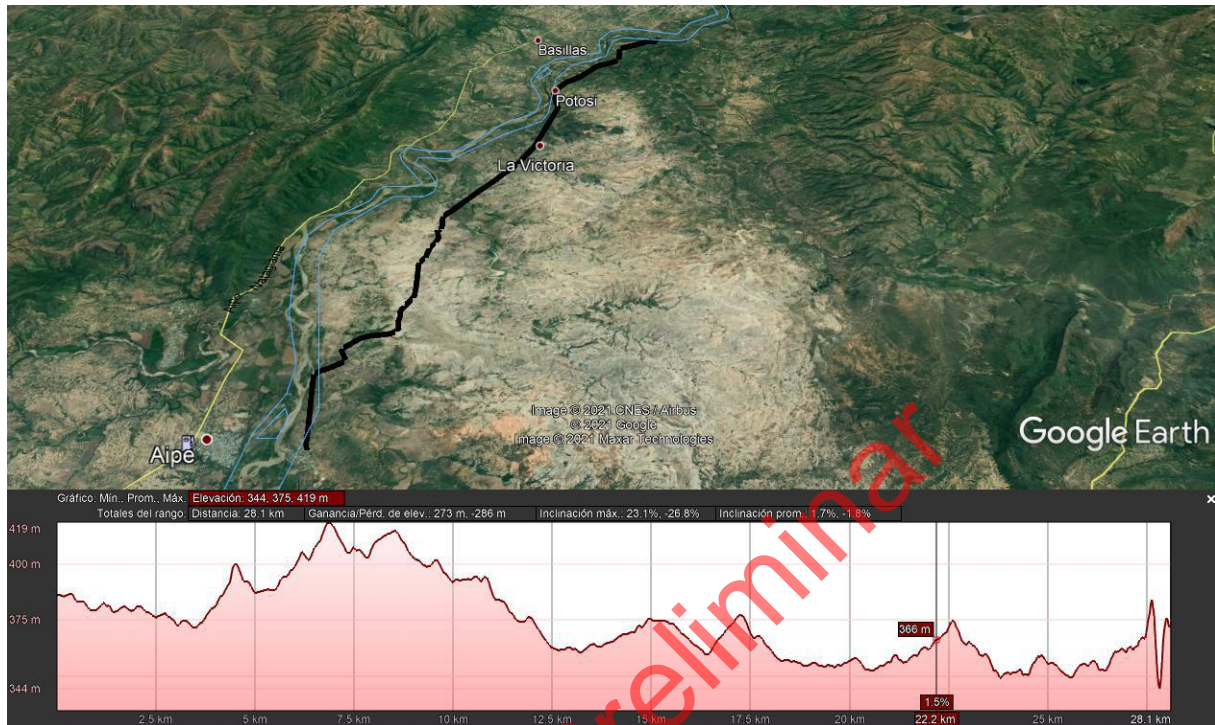 Basillas
Potosi
La Victoria
Aipe
Image © 2021 CNES / Airbus
© 2021 Google
Image © 2021 Maxar Technologies
Google Earth
Gráfico: Mín., Prom., Máx. Elevación: 344, 375, 419 m
Totales del rango: Distancia: 28.1 km Ganancia/Pérd. de elev.: 273 m, -286 m Inclinación máx.: 23.1%, -26.8% Inclinación prom.: 1.7%, -1.8%
419 m
400 m
375 m
344 m
366 m
1.5%
2.5 km 5 km 7.5 km 10 km 12.5 km 15 km 17.5 km 20 km 22.2 km 25 km 28.1 km
reliminar